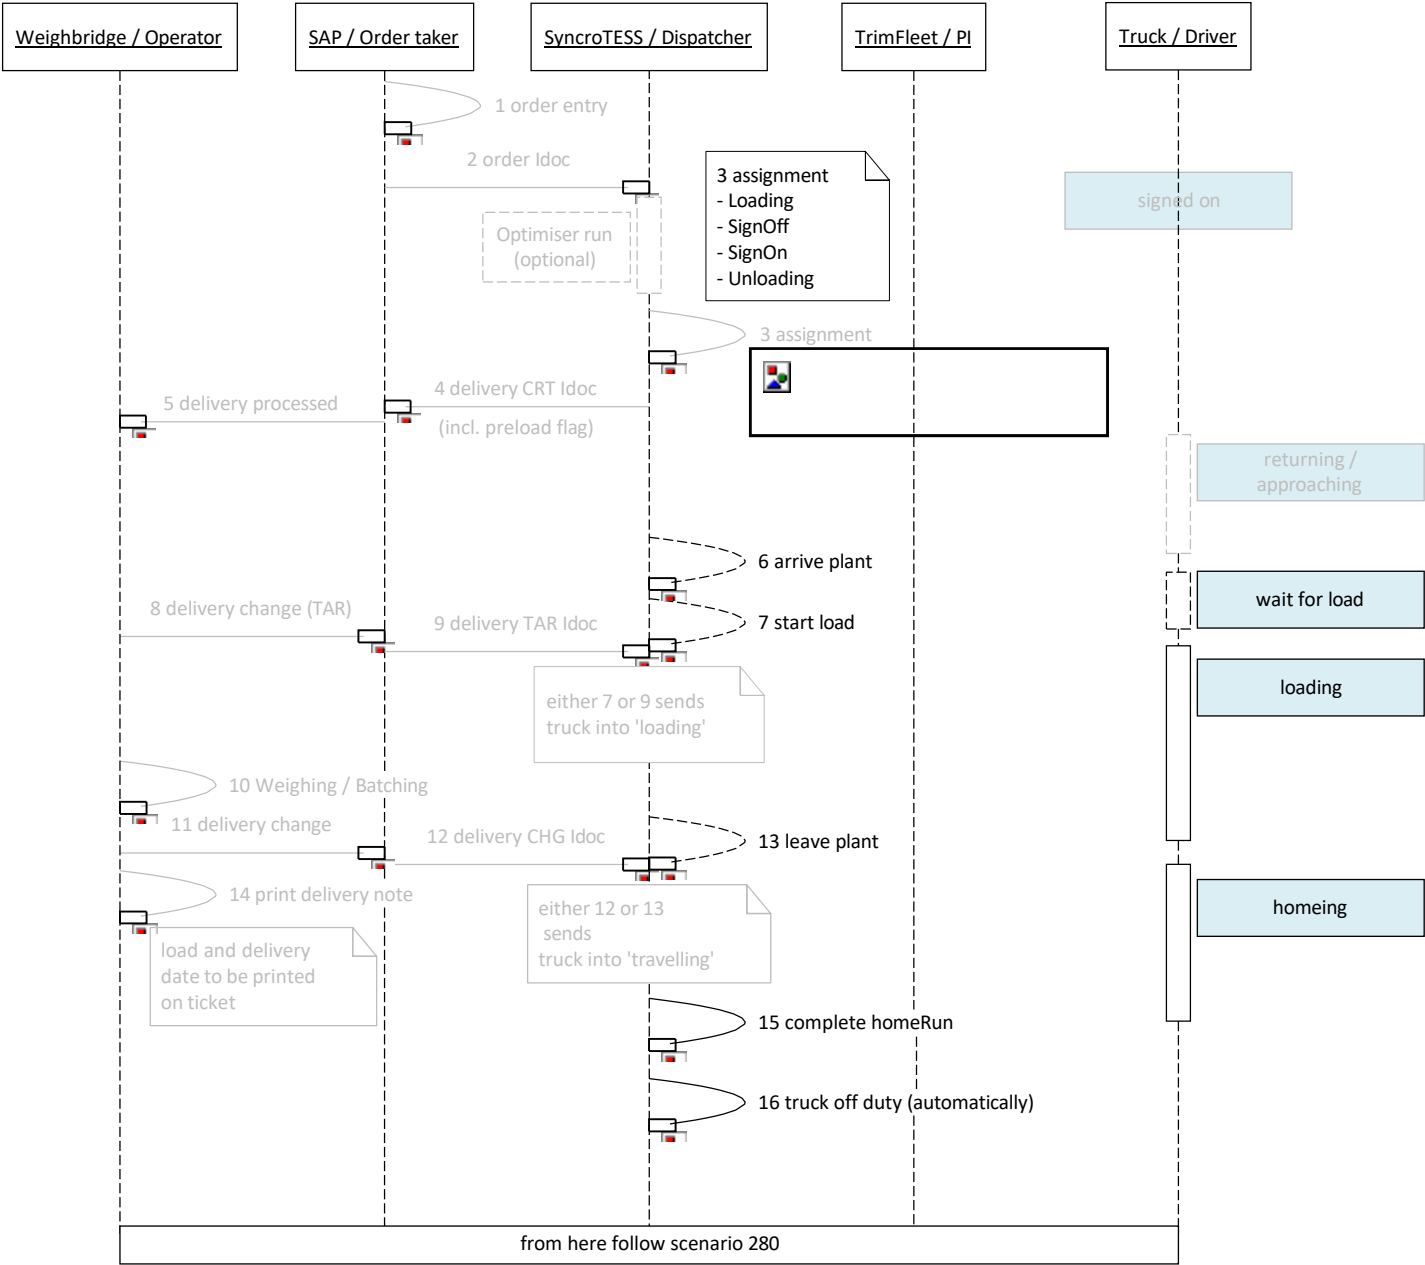 Weighbridge / Operator
SAP / Order taker
SyncroTESS / Dispatcher
TrimFleet / PI
Truck / Driver
1 order entry
2 order Idoc
3 assignment
- Loading
- SignOff
- SignOn
- Unloading
signed on
Optimiser run
(optional)
3 assignment
4 delivery CRT Idoc
(incl. preload flag)
5 delivery processed
returning /
approaching
6 arrive plant
wait for load
7 start load
8 delivery change (TAR)
9 delivery TAR Idoc
loading
either 7 or 9 sends
truck into 'loading'
10 Weighing / Batching
11 delivery change
12 delivery CHG Idoc
13 leave plant
14 print delivery note
homeing
either 12 or 13
sends
truck into 'travelling'
load and delivery
date to be printed
on ticket
15 complete homeRun
16 truck off duty (automatically)
from here follow scenario 280